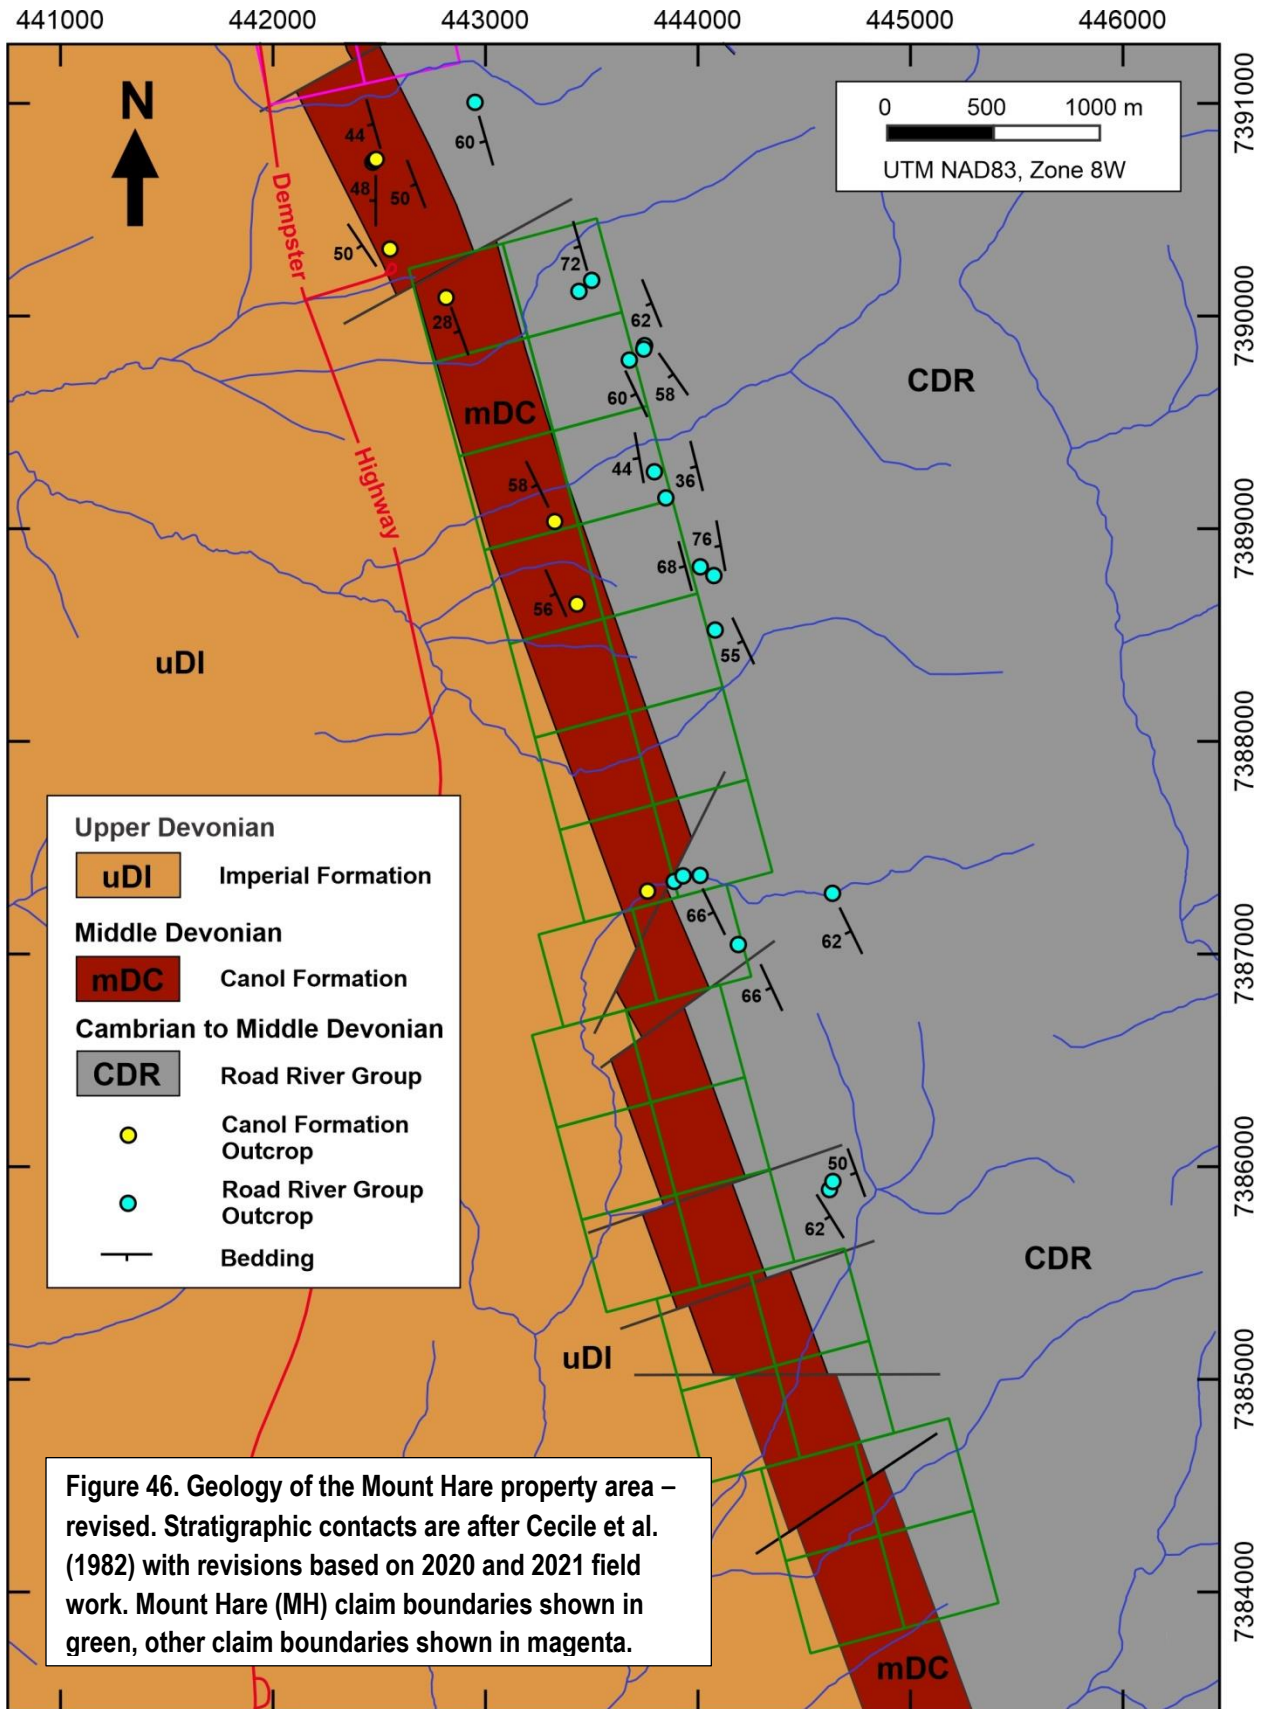 441000 442000 443000 444000 445000 446000
N
0 500 1000 m
UTM NAD83, Zone 8W
7391000
44
60
48
50
Dempster
50
72
7390000
28
62
CDR
60
58
mDC
Highway
44
36
58
7389000
76
68
56
55
uDI
7388000
Upper Devonian
uDI Imperial Formation
Middle Devonian
mDC Canol Formation
Cambrian to Middle Devonian
CDR Road River Group
Canol Formation
Outcrop
Road River Group
Outcrop
Bedding
66
62
7387000
66
50
7386000
62
CDR
uDI
7385000
Figure 46. Geology of the Mount Hare property area –
revised. Stratigraphic contacts are after Cecile et al.
(1982) with revisions based on 2020 and 2021 field
work. Mount Hare (MH) claim boundaries shown in
green, other claim boundaries shown in magenta.
7384000
mDC